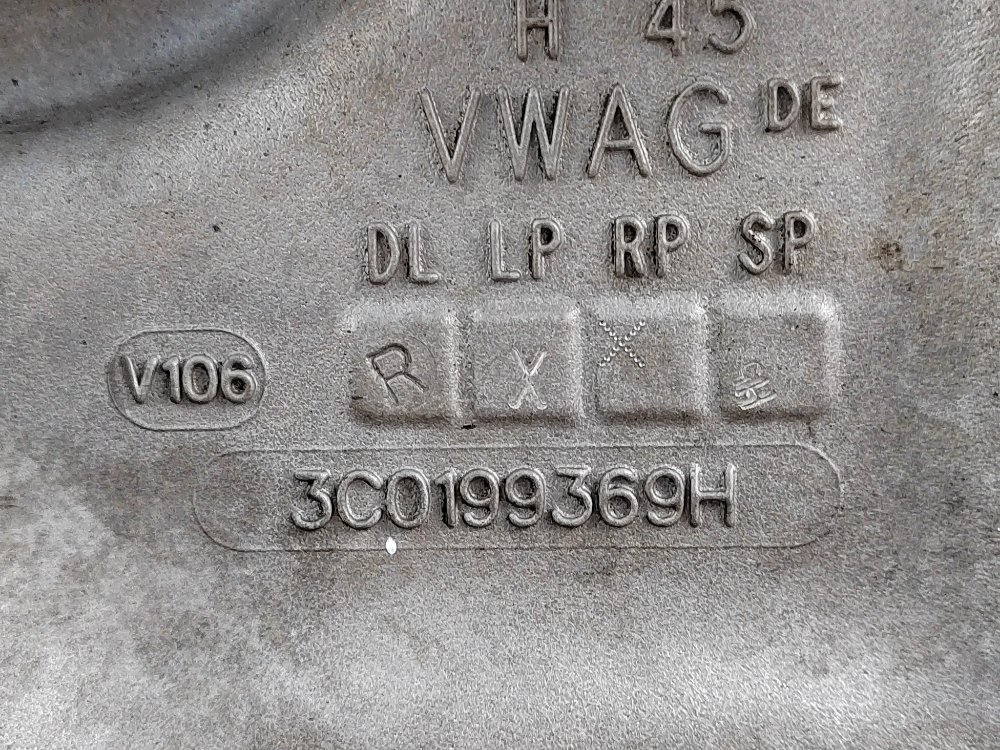 H 45
VWAG DE
DL LP RP SP
R X X
V106
3C0199369H